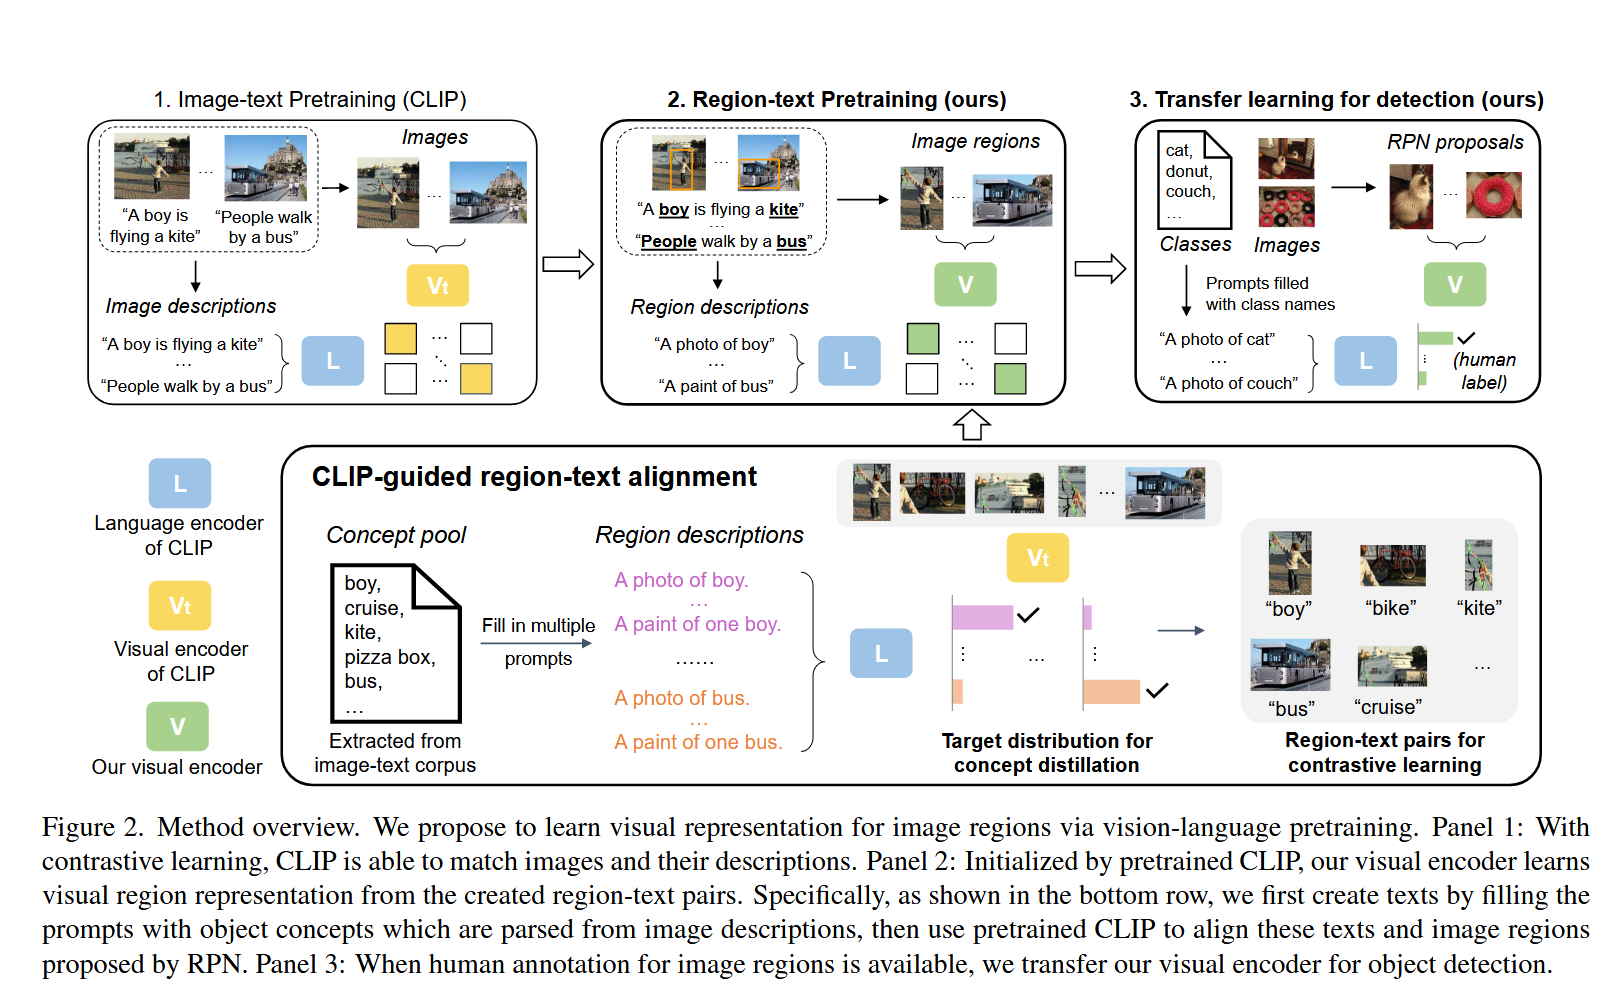 1. Image-text Pretraining (CLIP)
Images
...
...
“A boy is
flying a kite”
“People walk
by a bus”
Vt
Image descriptions
“A boy is flying a kite”
...
“People walk by a bus”
L
...
...
2. Region-text Pretraining (ours)
Image regions
...
...
“A boy is flying a kite”
...
“People walk by a bus”
V
Region descriptions
“A photo of boy”
...
“A paint of bus”
L
...
...
3. Transfer learning for detection (ours)
cat,
donut,
couch,
...
Classes
Images
RPN proposals
...
V
Prompts filled
with class names
“A photo of cat”
...
“A photo of couch”
L
(human
label)
L
Language encoder
of CLIP
Vt
Visual encoder
of CLIP
V
Our visual encoder
CLIP-guided region-text alignment
Concept pool
boy,
cruise,
kite,
pizza box,
bus,
...
Extracted from
image-text corpus
Fill in multiple
prompts
Region descriptions
A photo of boy.
...
A paint of one boy.
......
A photo of bus.
...
A paint of one bus.
L
...
Vt
...
Target distribution for
concept distillation
“boy”
“bike”
“kite”
“bus”
“cruise”
...
Region-text pairs for
contrastive learning
Figure 2. Method overview. We propose to learn visual representation for image regions via vision-language pretraining. Panel 1: With
contrastive learning, CLIP is able to match images and their descriptions. Panel 2: Initialized by pretrained CLIP, our visual encoder learns
visual region representation from the created region-text pairs. Specifically, as shown in the bottom row, we first create texts by filling the
prompts with object concepts which are parsed from image descriptions, then use pretrained CLIP to align these texts and image regions
proposed by RPN. Panel 3: When human annotation for image regions is available, we transfer our visual encoder for object detection.